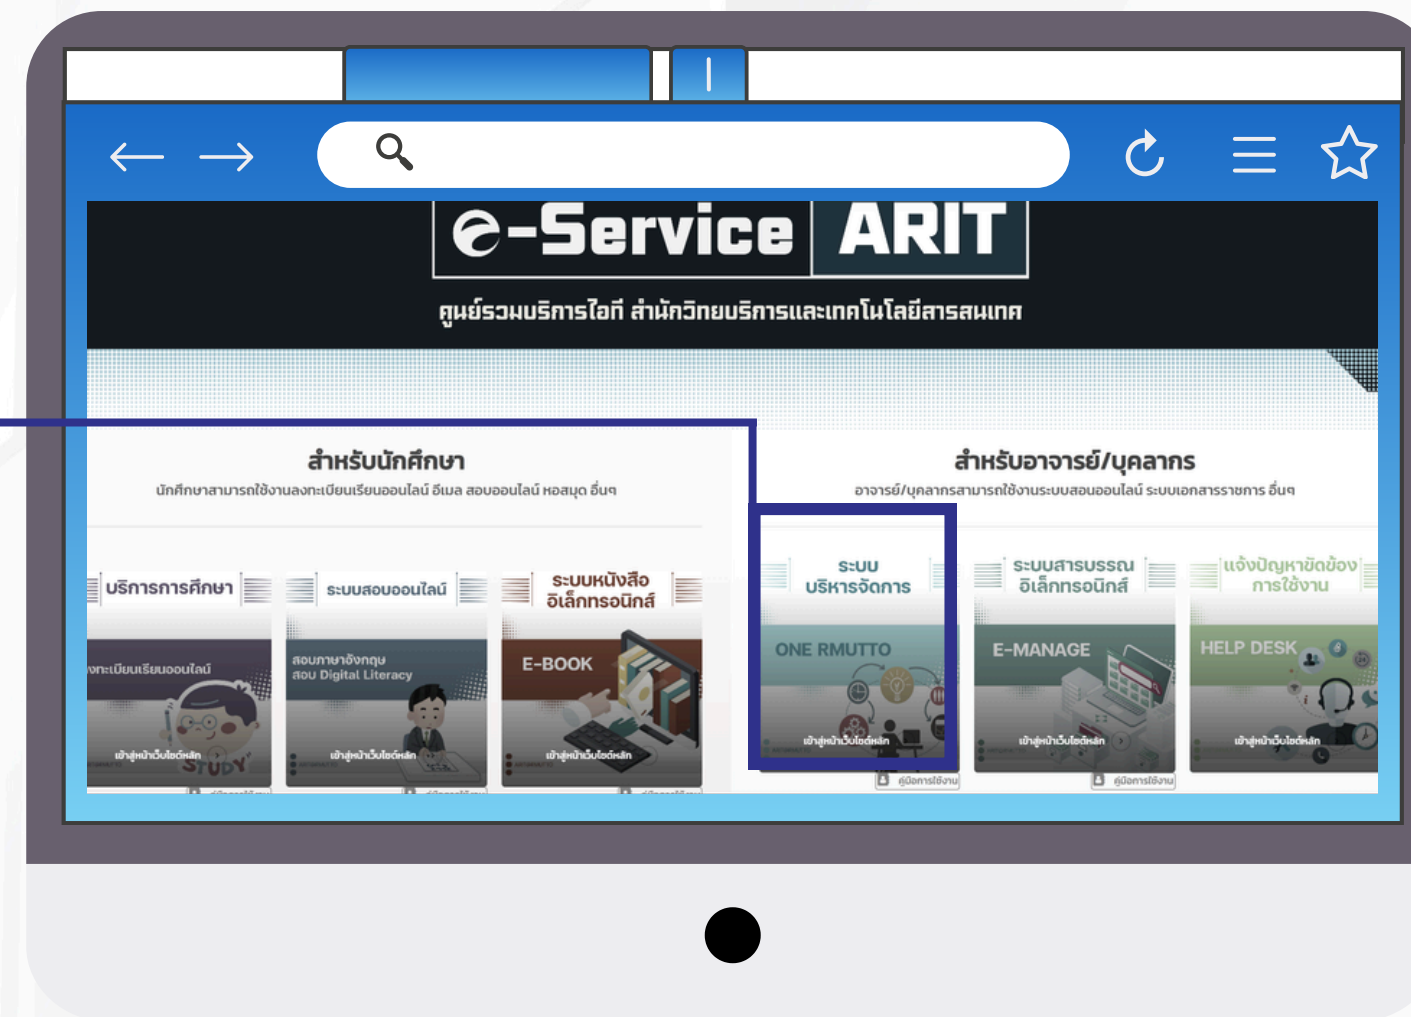 e-Service ARIT
ศูนย์รวมบริการไอที สำนักวิทยบริการและเทคโนโลยีสารสนเทศ
สำหรับนักศึกษา
นักศึกษาสามารถใช้งานลงทะเบียนเรียนออนไลน์ อีเมล สอบออนไลน์ หอสมุด อื่นๆ
บริการการศึกษา
ลงทะเบียนเรียนออนไลน์
STUDY
เข้าสู่หน้าเว็บไซต์หลัก
ระบบสอบออนไลน์
สอบภาษาอังกฤษ
สอบ Digital Literacy
เข้าสู่หน้าเว็บไซต์หลัก
ระบบหนังสือ
อิเล็กทรอนิกส์
E-BOOK
เข้าสู่หน้าเว็บไซต์หลัก
สำหรับอาจารย์/บุคลากร
อาจารย์/บุคลากรสามารถใช้งานระบบสอนออนไลน์ ระบบเอกสารราชการ อื่นๆ
ระบบ
บริหารจัดการ
ONE RMUTTO
เข้าสู่หน้าเว็บไซต์หลัก
คู่มือการใช้งาน
ระบบสารบรรณ
อิเล็กทรอนิกส์
E-MANAGE
เข้าสู่หน้าเว็บไซต์หลัก
คู่มือการใช้งาน
แจ้งปัญหาขัดข้อง
การใช้งาน
HELP DESK
เข้าสู่หน้าเว็บไซต์หลัก